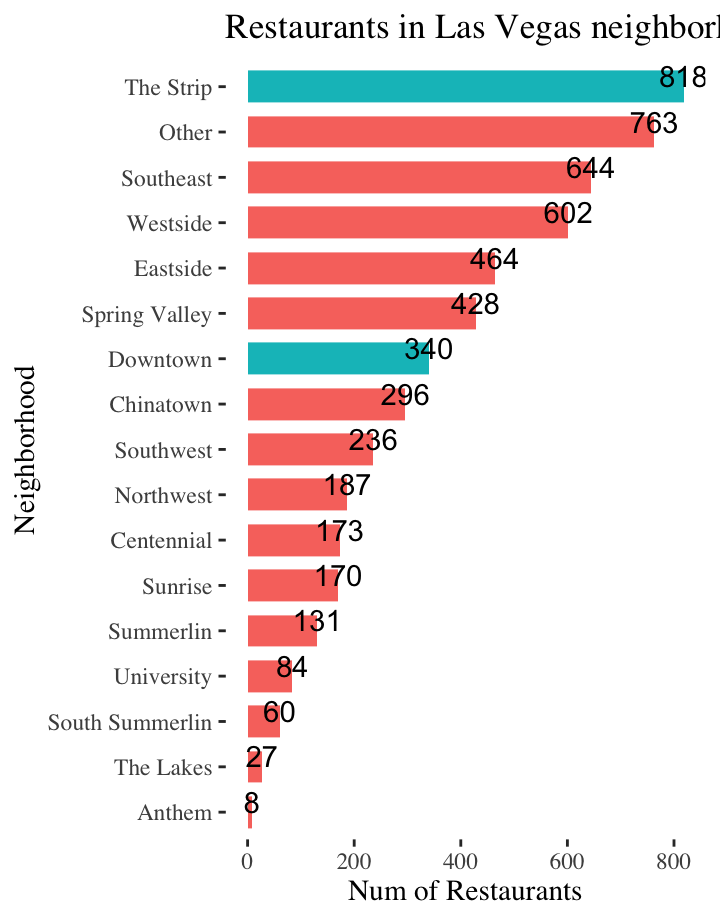 Restaurants in Las Vegas
The Strip 818
Other 763
Southeast 644
Westside 602
Eastside 464
Spring Valley 428
Downtown 340
Chinatown 296
Southwest 236
Northwest 187
Centennial 173
Sunrise 170
Summerlin 131
University 84
South Summerlin 60
The Lakes 27
Anthem 8
Neighborhood
0 200 400 600 800
Num of Restaurants